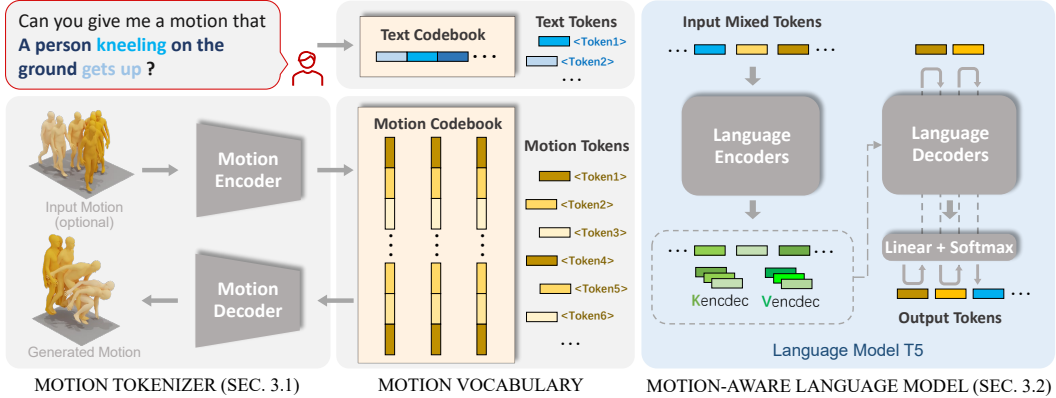 Can you give me a motion that
A person kneeling on the
ground gets up ?
Text Codebook
...
Text Tokens
<Token1>
<Token2>
...
Input Motion
(optional)
Motion
Encoder
Motion
Decoder
Generated Motion
Motion Codebook
...
...
Motion Tokens
<Token1>
<Token2>
<Token3>
<Token4>
<Token5>
<Token6>
...
Input Mixed Tokens
... ...
Language
Encoders
... ...
Kencdec
Vencdec
Language
Decoders
Linear + Softmax
...
Output Tokens
Language Model T5
MOTION TOKENIZER (SEC. 3.1)
MOTION VOCABULARY
MOTION-AWARE LANGUAGE MODEL (SEC. 3.2)